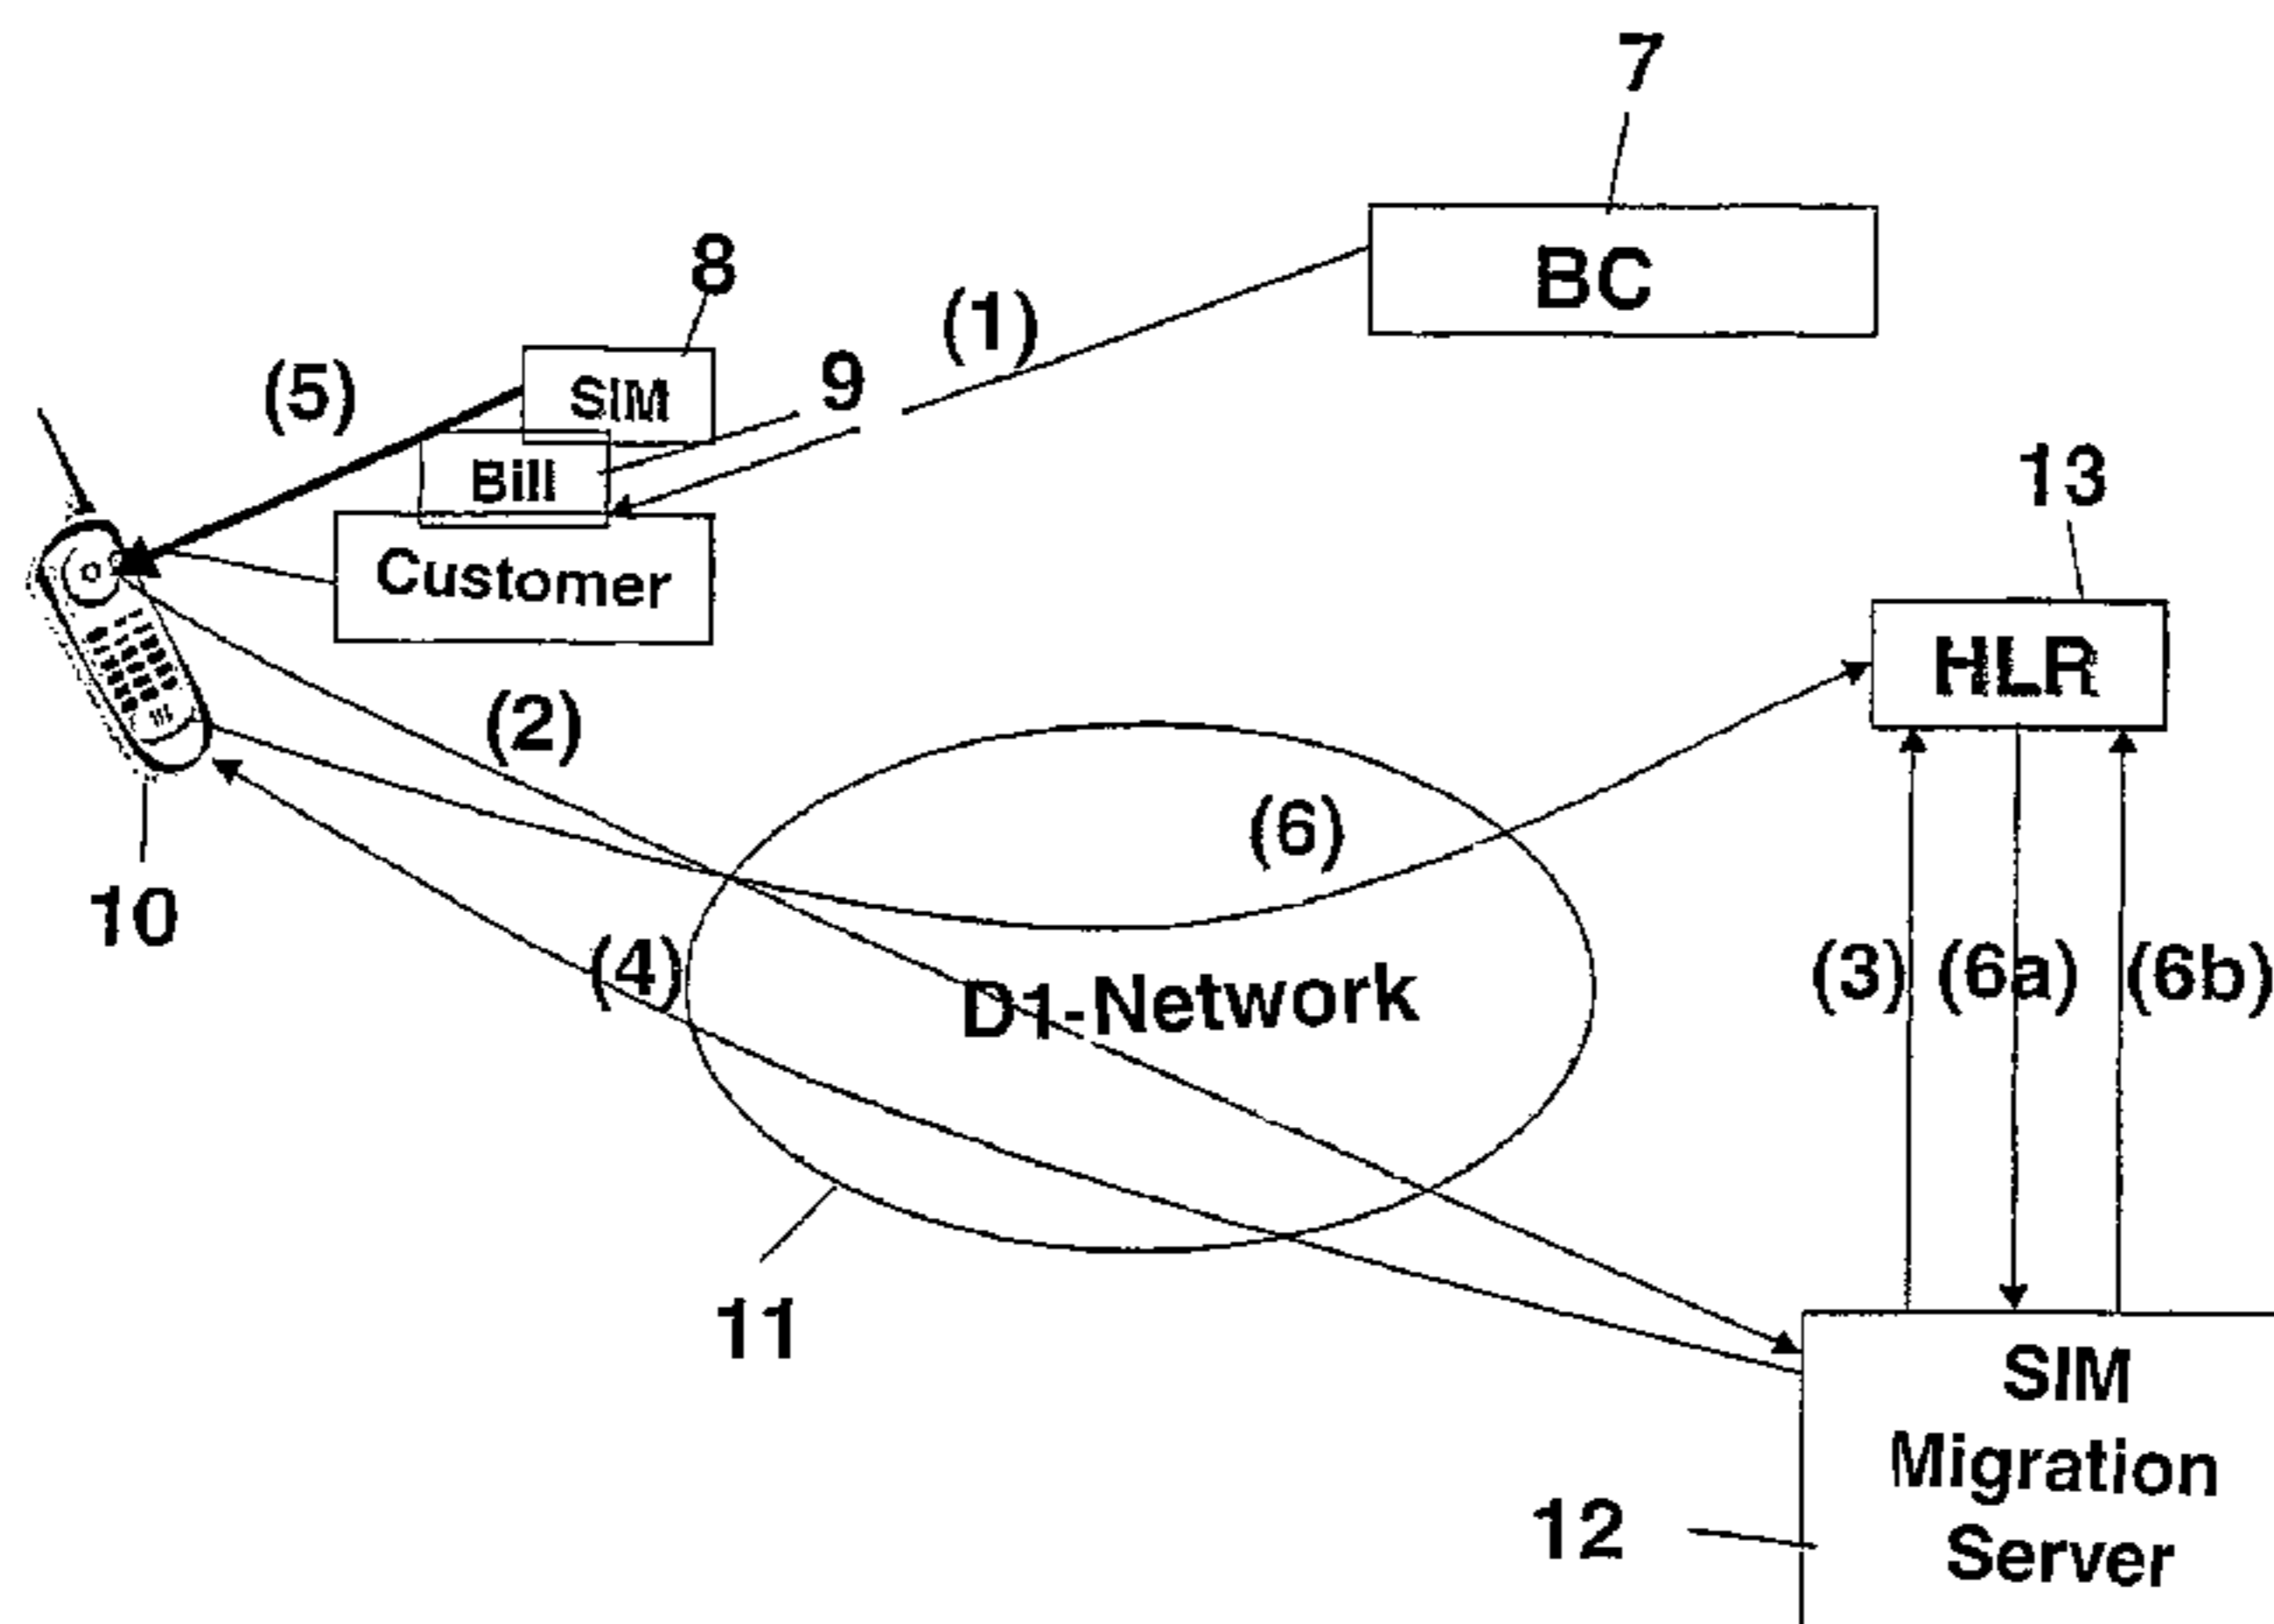 7
BC
8
(1)
SIM
9
(5)
Bill
13
Customer
HLR
(2)
(6)
10
(4)
D1-Network
(3)
(6a)
(6b)
11
SIM
Migration
Server
12